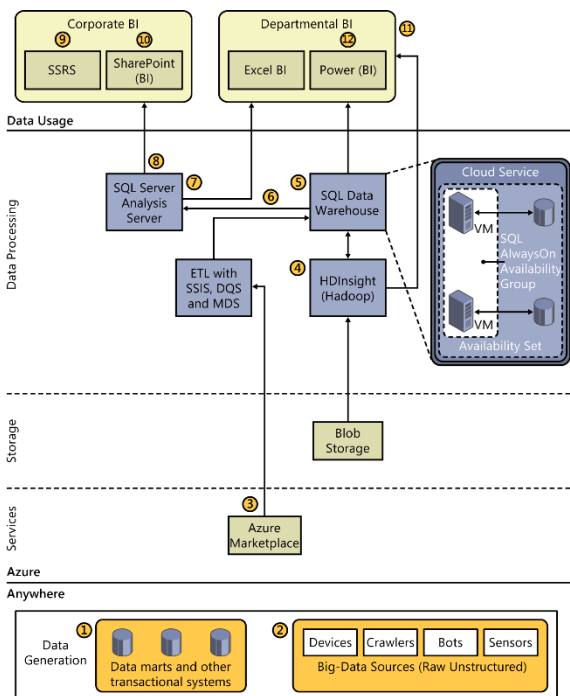 Corporate BI
9
10
SSRS
SharePoint
(BI)
Departmental BI
11
12
Excel BI
Power (BI)
Data Usage
Data Processing
8
7
SQL Server
Analysis
Server
6
5
SQL Data
Warehouse
ETL with
SSIS, DQS
and MDS
4
HDInsight
(Hadoop)
Cloud Service
VM
SQL
AlwaysOn
Availability
Group
VM
Availability Set
Storage
Blob
Storage
Services
3
Azure
Marketplace
Azure
Anywhere
Data
Generation
1
Data marts and other
transactional systems
2
Devices
Crawlers
Bots
Sensors
Big-Data Sources (Raw Unstructured)